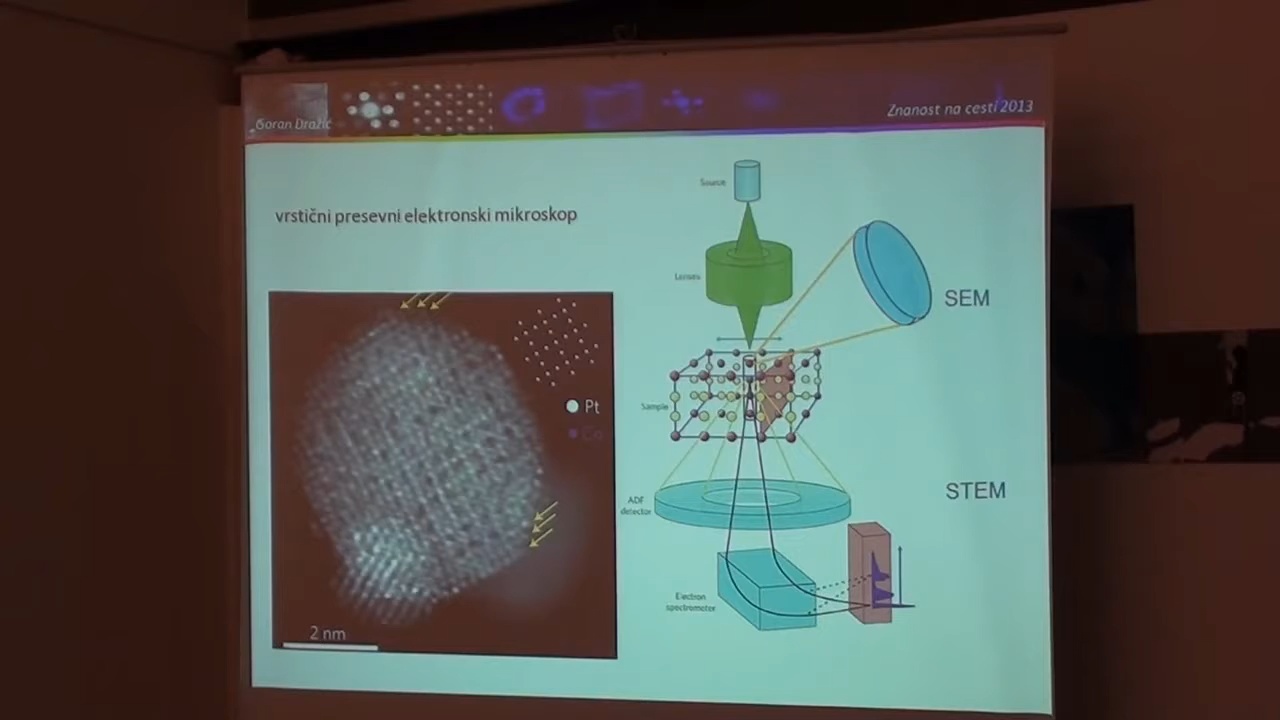 Goran Dražić
Znanost na cesti 2013
vrstični presevni elektronski mikroskop
Source
Lenses
SEM
Pt
Co
Sample
ADF
detector
STEM
Electron
spectrometer
2 nm